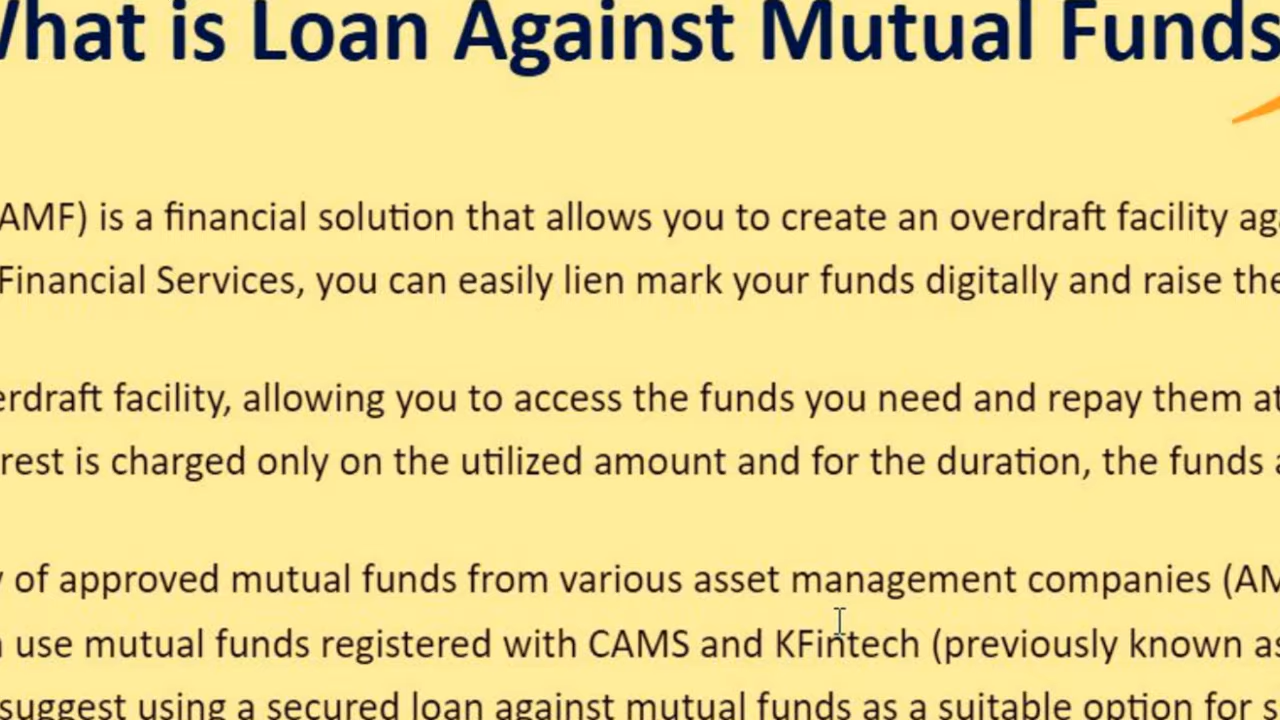 What is Loan Against Mutual Funds
AMF) is a financial solution that allows you to create an overdraft facility
Financial Services, you can easily lien mark your funds digitally and raise the
facility, allowing you to access the funds you need and repay them at
is charged only on the utilized amount and for the duration, the funds
of approved mutual funds from various asset management companies (AM
use mutual funds registered with CAMS and KFintech (previously known as
suggest using a secured loan against mutual funds as a suitable option for s